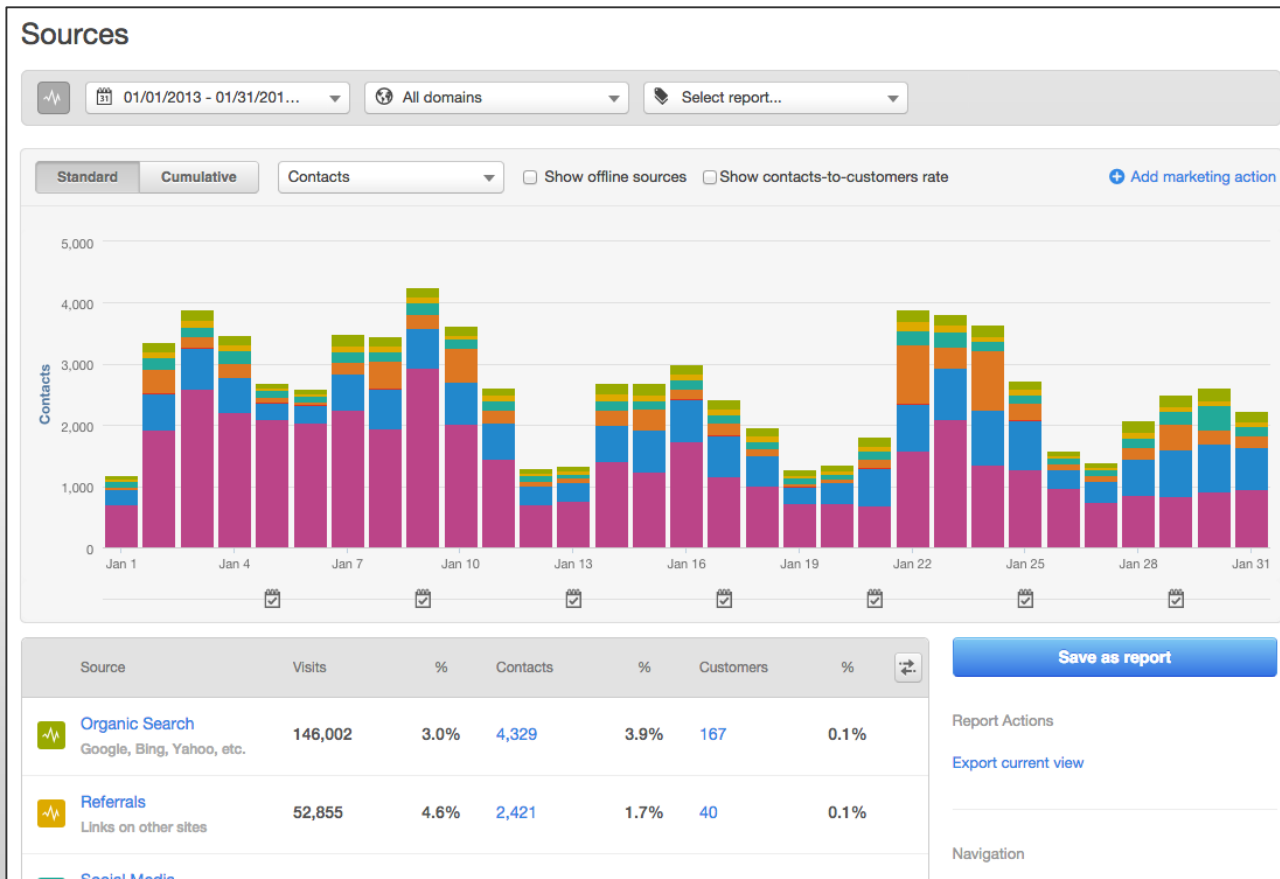 Sources
01/01/2013 - 01/31/201...
All domains
Select report...
Standard
Cumulative
Contacts
Show offline sources
Show contacts-to-customers rate
Add marketing action
Contacts
5,000
4,000
3,000
2,000
1,000
0
Jan 1
Jan 4
Jan 7
Jan 10
Jan 13
Jan 16
Jan 19
Jan 22
Jan 25
Jan 28
Jan 31
Source Visits % Contacts % Customers %
Organic Search
Google, Bing, Yahoo, etc.
146,002 3.0% 4,329 3.9% 167 0.1%
Referrals
Links on other sites
52,855 4.6% 2,421 1.7% 40 0.1%
Social Media
Save as report
Report Actions
Export current view
Navigation